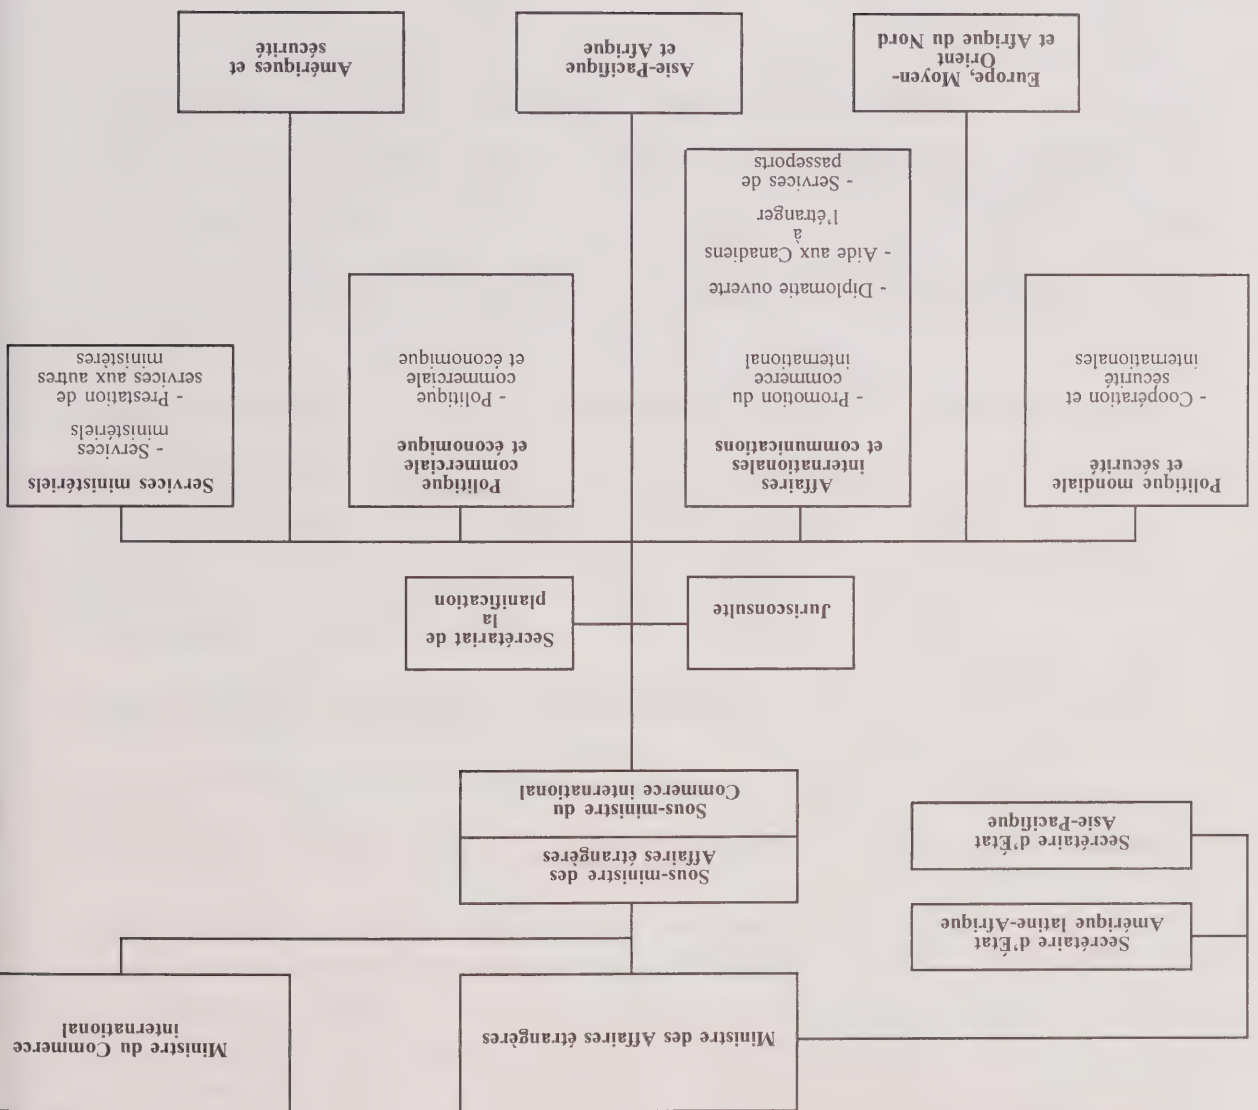 Ministre des Affaires étrangères
Ministre du Commerce
international
Secrétaire d'État
Amérique latine-Afrique
Secrétaire d'État
Asie-Pacifique
Sous-ministre des
Affaires étrangères
Sous-ministre du
Commerce international
Jurisconsulte
Secrétariat de
la
planification
Politique mondiale
et sécurité
- Coopération et
sécurité
internationales
Affaires
internationales
et communications
- Promotion du
commerce
international
- Diplomatie ouverte
- Aide aux Canadiens
à
l'étranger
- Services de
passeports
Politique
commerciale
et économique
- Politique
commerciale
et économique
Services ministériels
- Services
ministériels
- Prestation de
services aux autres
ministères
Europe, Moyen-
Orient
et Afrique du Nord
Asie-Pacifique
et Afrique
Amériques et
sécurité